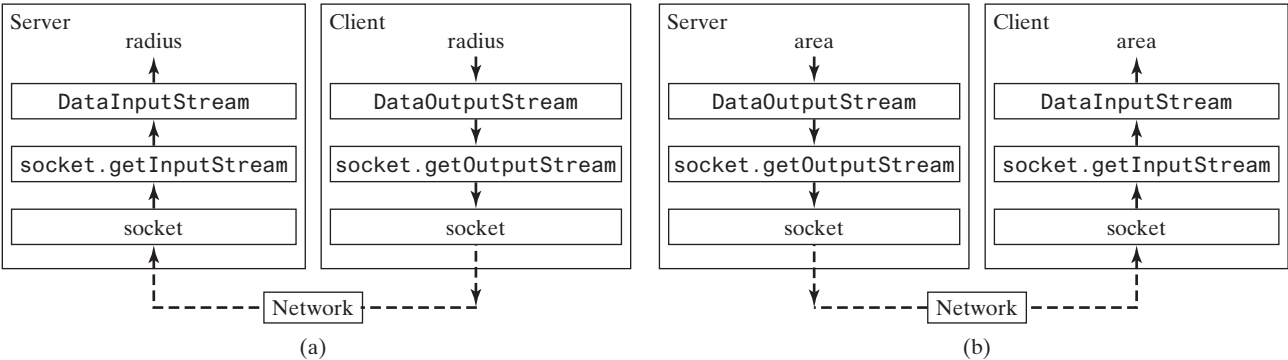 Server
radius
DataInputStream
socket.getInputStream
socket
Client
radius
DataOutputStream
socket.getOutputStream
socket
Network
(a)
Server
area
DataOutputStream
socket.getOutputStream
socket
Client
area
DataInputStream
socket.getInputStream
socket
Network
(b)